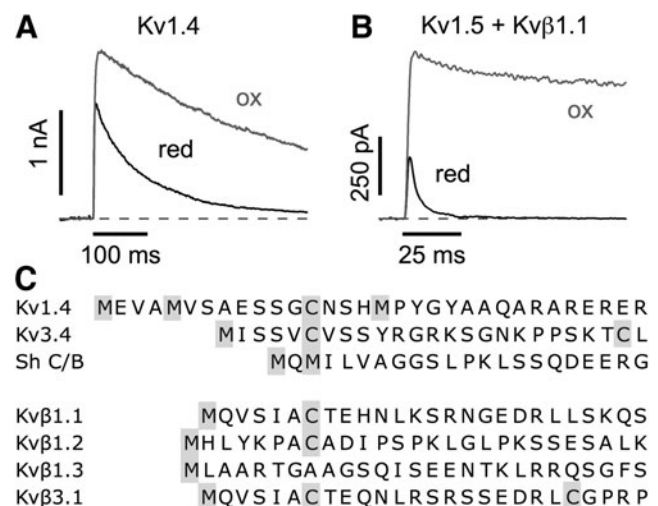 A Kv1.4
B Kv1.5 + Kvβ1.1
ox
red
1 nA
100 ms
ox
red
250 pA
25 ms
C
Kv1.4 MEVAMVSAESSGCNSHMPYGYAAQARARERER
Kv3.4 MISSVCVSSYRGRKSGNKPPSKTCL
Sh C/B MQMILVAGGSLPKLSSQDEERG
Kvβ1.1 MQVSIACTEHNLKSRNGEDRLLSKQS
Kvβ1.2 MHLYKPACADIPSPKLGLPKSSESALK
Kvβ1.3 MLAARTGAAGSQISEENTKLRRQSGFS
Kvβ3.1 MQVSIACTEQNLRSRSSEDRLCGPRP